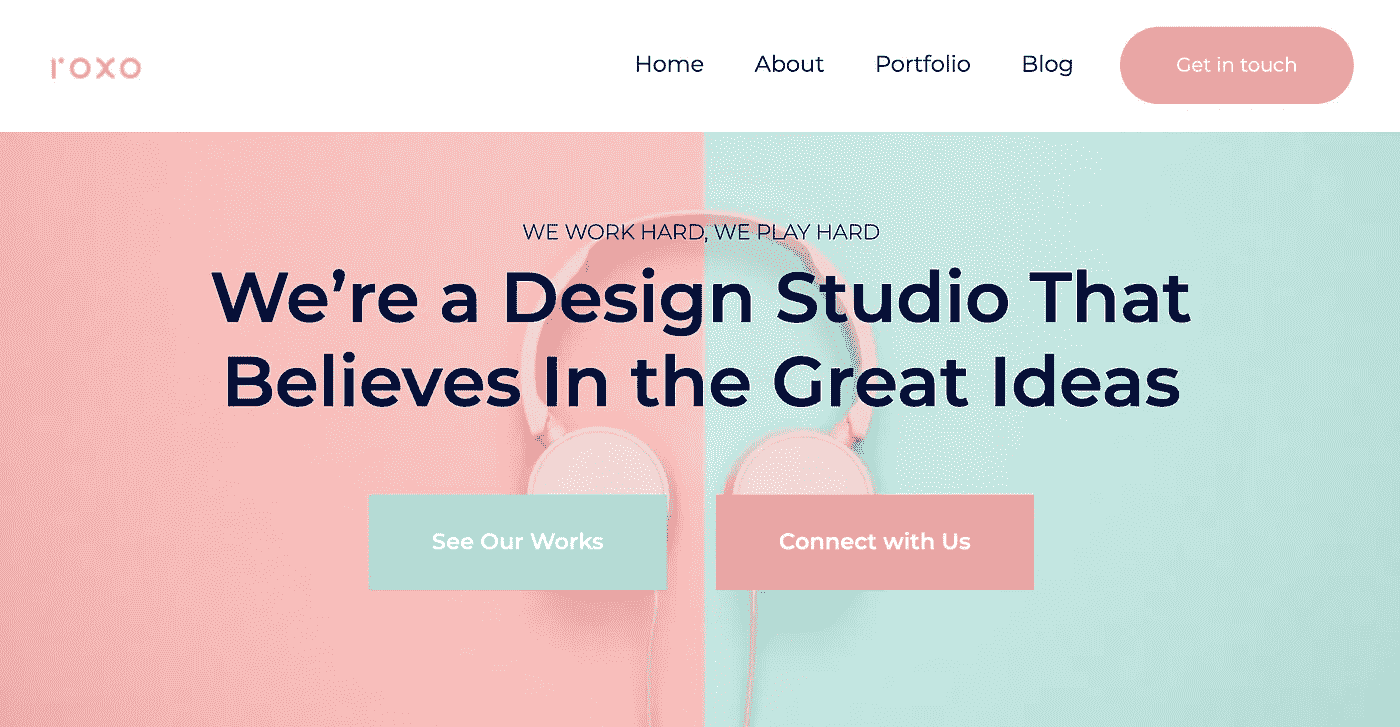 roxo
Home About Portfolio Blog Get in touch
WE WORK HARD, WE PLAY HARD
We’re a Design Studio That
Believes In the Great Ideas
See Our Works Connect with Us